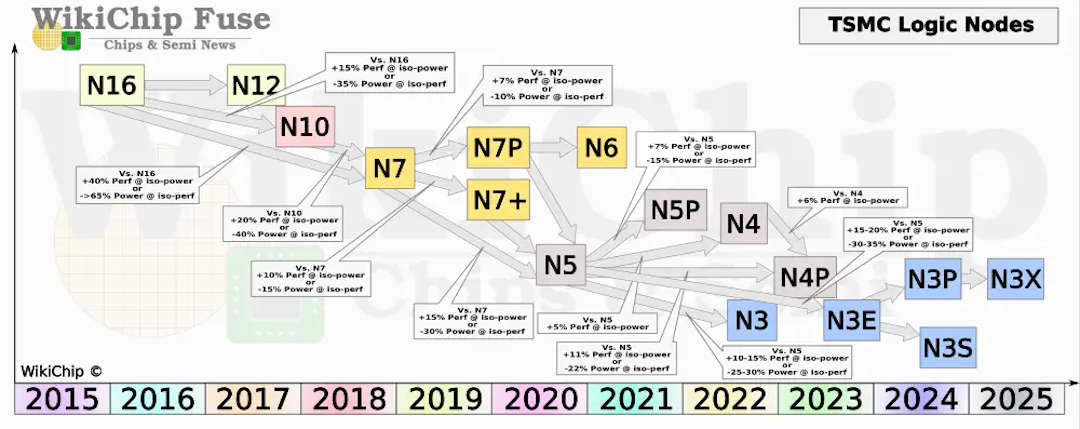 WikiChip Fuse
Chips & Semi News
TSMC Logic Nodes
N16
N12
Vs. N16
+15% Perf @ iso-power
or
-35% Power @ iso-perf
N10
Vs. N7
+7% Perf @ iso-power
or
-10% Power @ iso-perf
N7
N7P
N6
N7+
Vs. N16
+40% Perf @ iso-power
or
->65% Power @ iso-perf
Vs. N10
+20% Perf @ iso-power
or
-40% Power @ iso-perf
Vs. N7
+10% Perf @ iso-power
or
-15% Power @ iso-perf
Vs. N5
+7% Perf @ iso-power
or
-15% Power @ iso-perf
N5P
N4
Vs. N4
+6% Perf @ iso-power
Vs. N5
+15-20% Perf @ iso-power
or
-30-35% Power @ iso-perf
N5
N4P
N3P
N3X
Vs. N7
+15% Perf @ iso-power
or
-30% Power @ iso-perf
Vs. N5
+5% Perf @ iso-power
N3
N3E
N3S
Vs. N5
+11% Perf @ iso-power
or
-22% Power @ iso-perf
Vs. N5
+10-15% Perf @ iso-power
or
-25-30% Power @ iso-perf
WikiChip
Chips & Semi
WikiChip ©
2015 2016 2017 2018 2019 2020 2021 2022 2023 2024 2025